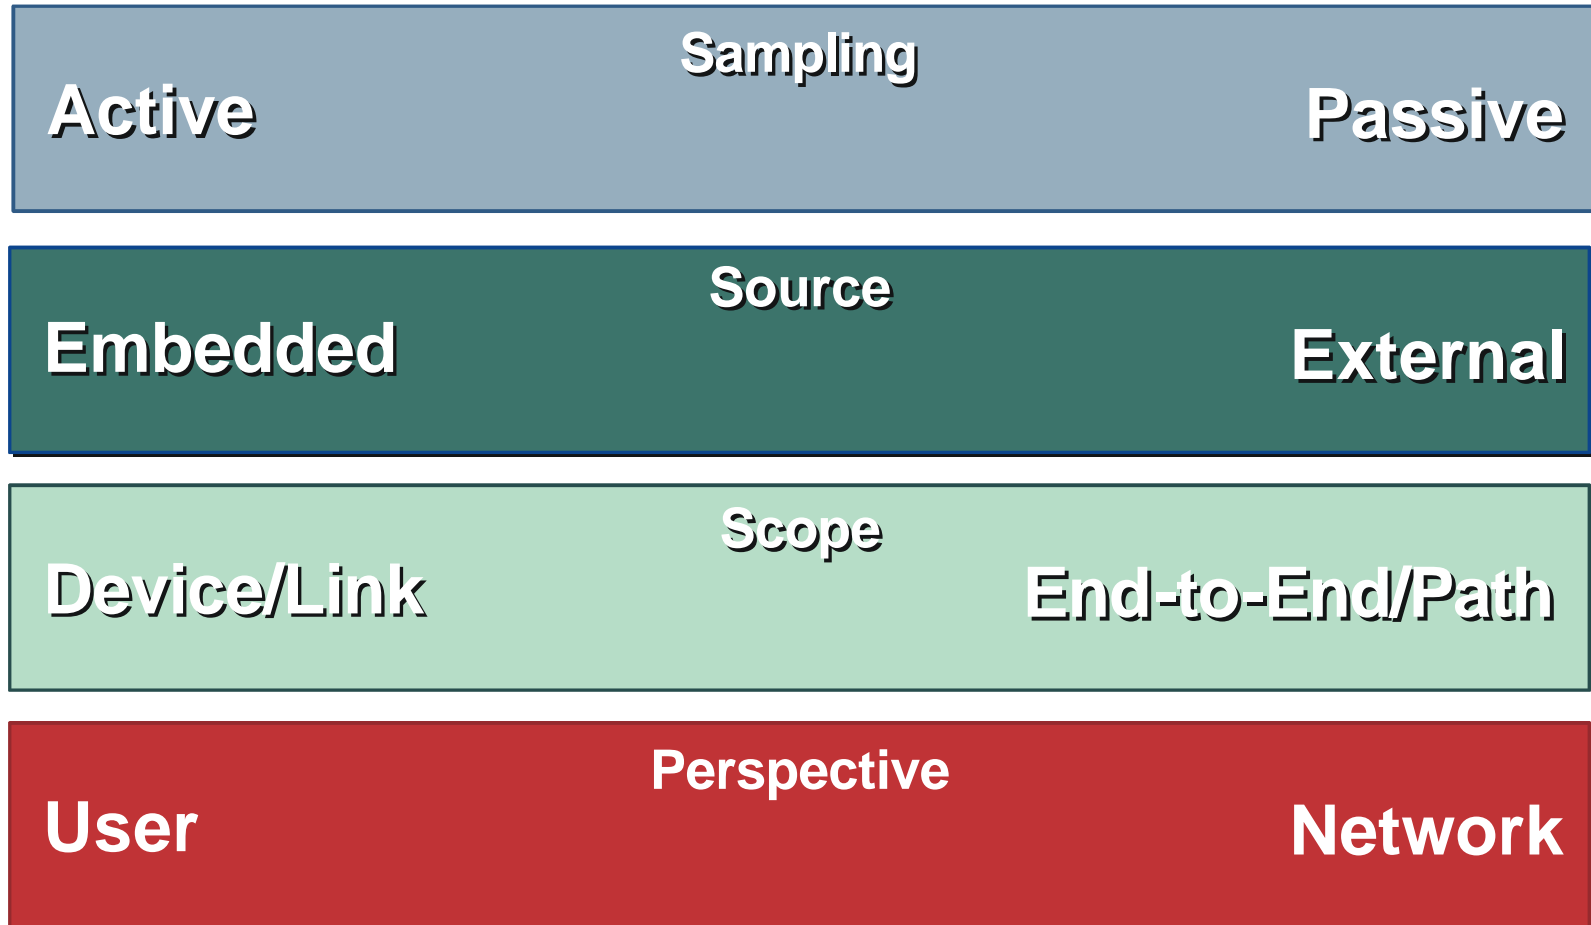 Sampling
Active Passive
Source
Embedded External
Scope
Device/Link End-to-End/Path
Perspective
User Network